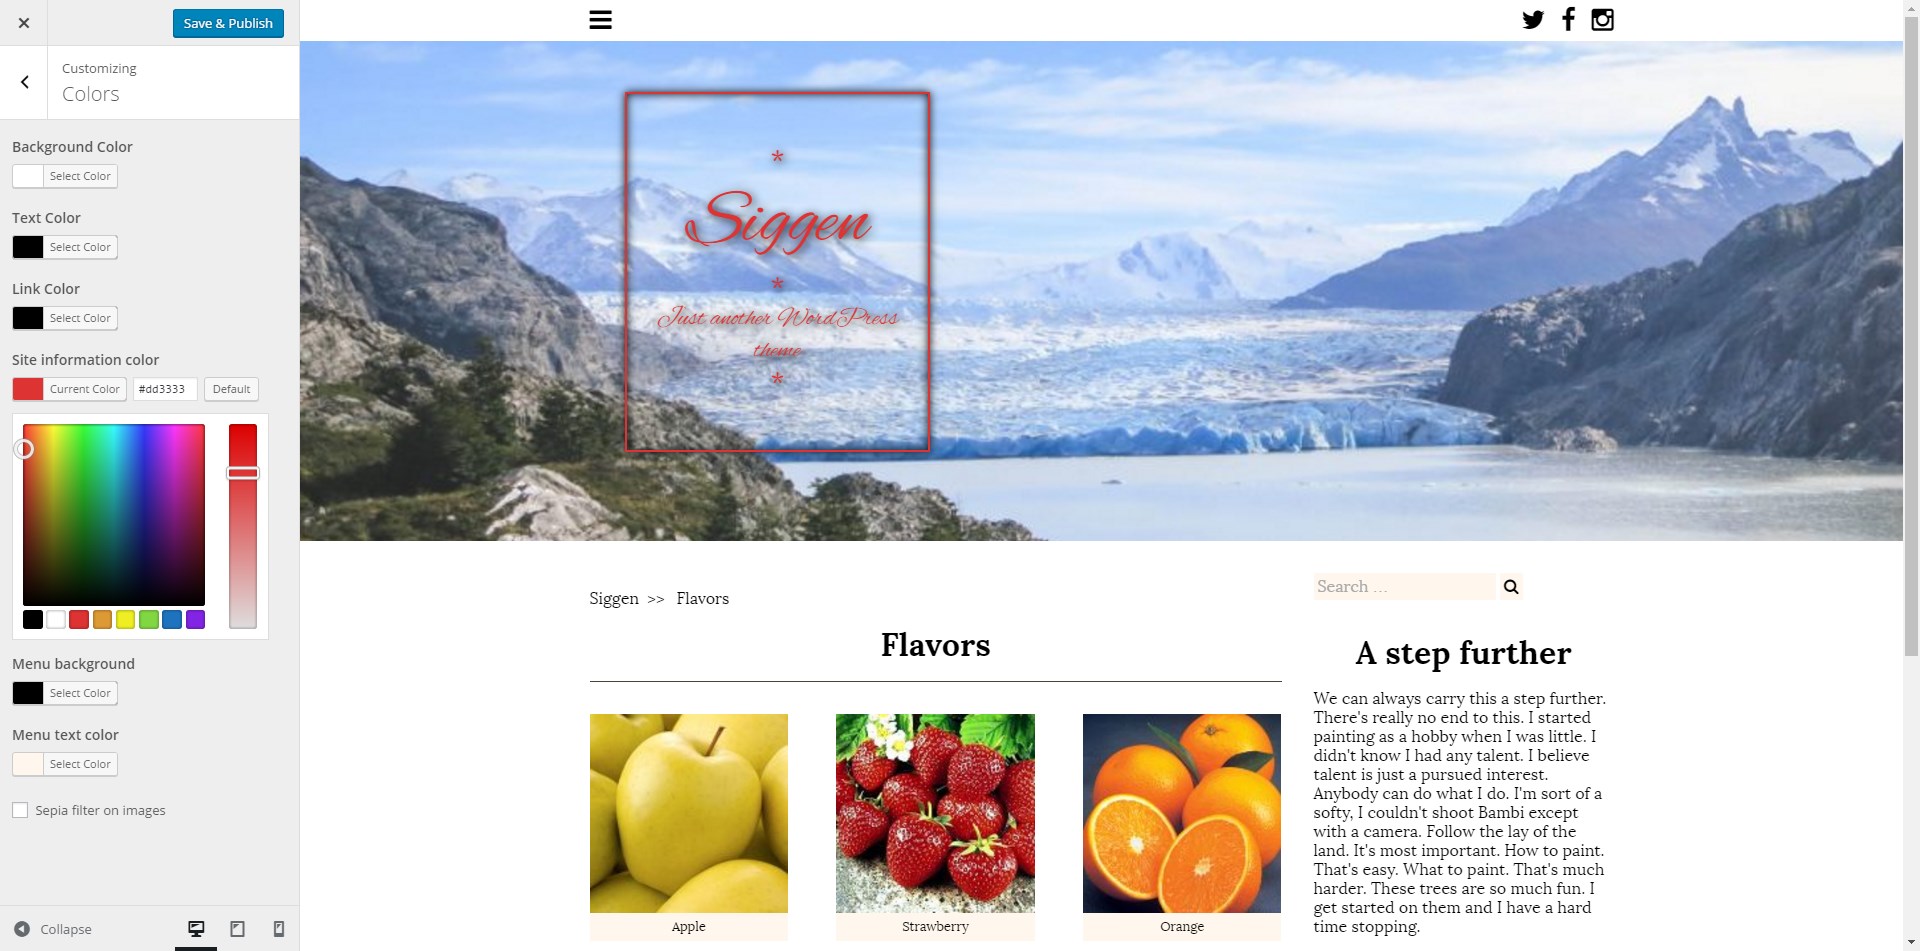 Save & Publish
Customizing
Colors
Background Color
Select Color
Text Color
Select Color
Link Color
Select Color
Site information color
Current Color #dd3333 Default
Menu background
Select Color
Menu text color
Select Color
Sepia filter on images
Collapse
*
Siggen
*
Just another WordPress
theme
*
Siggen >> Flavors
Flavors
Apple
Strawberry
Orange
Search ...
A step further
We can always carry this a step further.
There's really no end to this. I started
painting as a hobby when I was little. I
didn't know I had any talent. I believe
talent is just a pursued interest.
Anybody can do what I do. I'm sort of a
softy, I couldn't shoot Bambi except
with a camera. Follow the lay of the
land. It's most important. How to paint.
That's easy. What to paint. That's much
harder. These trees are so much fun. I
get started on them and I have a hard
time stopping.